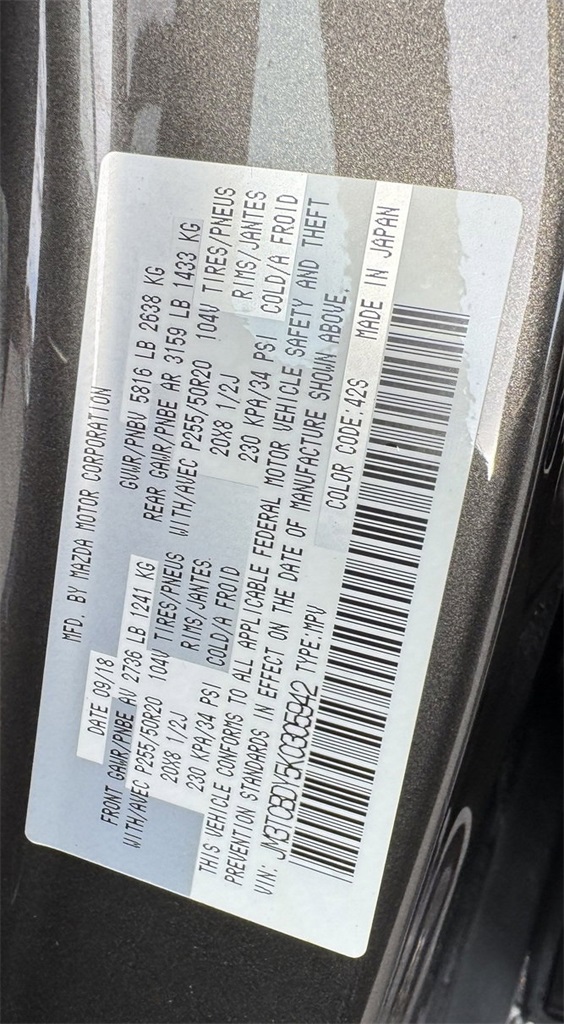 MFD. BY MAZDA MOTOR CORPORATION
DATE 09/18 GVWR/PNBV 5816 LB 2638 KG
FRONT GAWR/PNBE AV 2736 LB 1241 KG REAR GAWR/PNBE AR 3159 LB 1433 KG
WITH/AVEC P255/50R20 104V TIRES/PNEUS WITH/AVEC P255/50R20 104V TIRES/PNEUS
20X8 1/2J RIMS/JANTES 20X8 1/2J RIMS/JANTES
230 KPA/34 PSI COLD/A FROID 230 KPA/34 PSI COLD/A FROID
THIS VEHICLE CONFORMS TO ALL APPLICABLE FEDERAL MOTOR VEHICLE SAFETY AND THEFT
PREVENTION STANDARDS IN EFFECT ON THE DATE OF MANUFACTURE SHOWN ABOVE.
VIN: JM3TCBDY5K0305942 TYPE:MPV COLOR CODE:42S MADE IN JAPAN